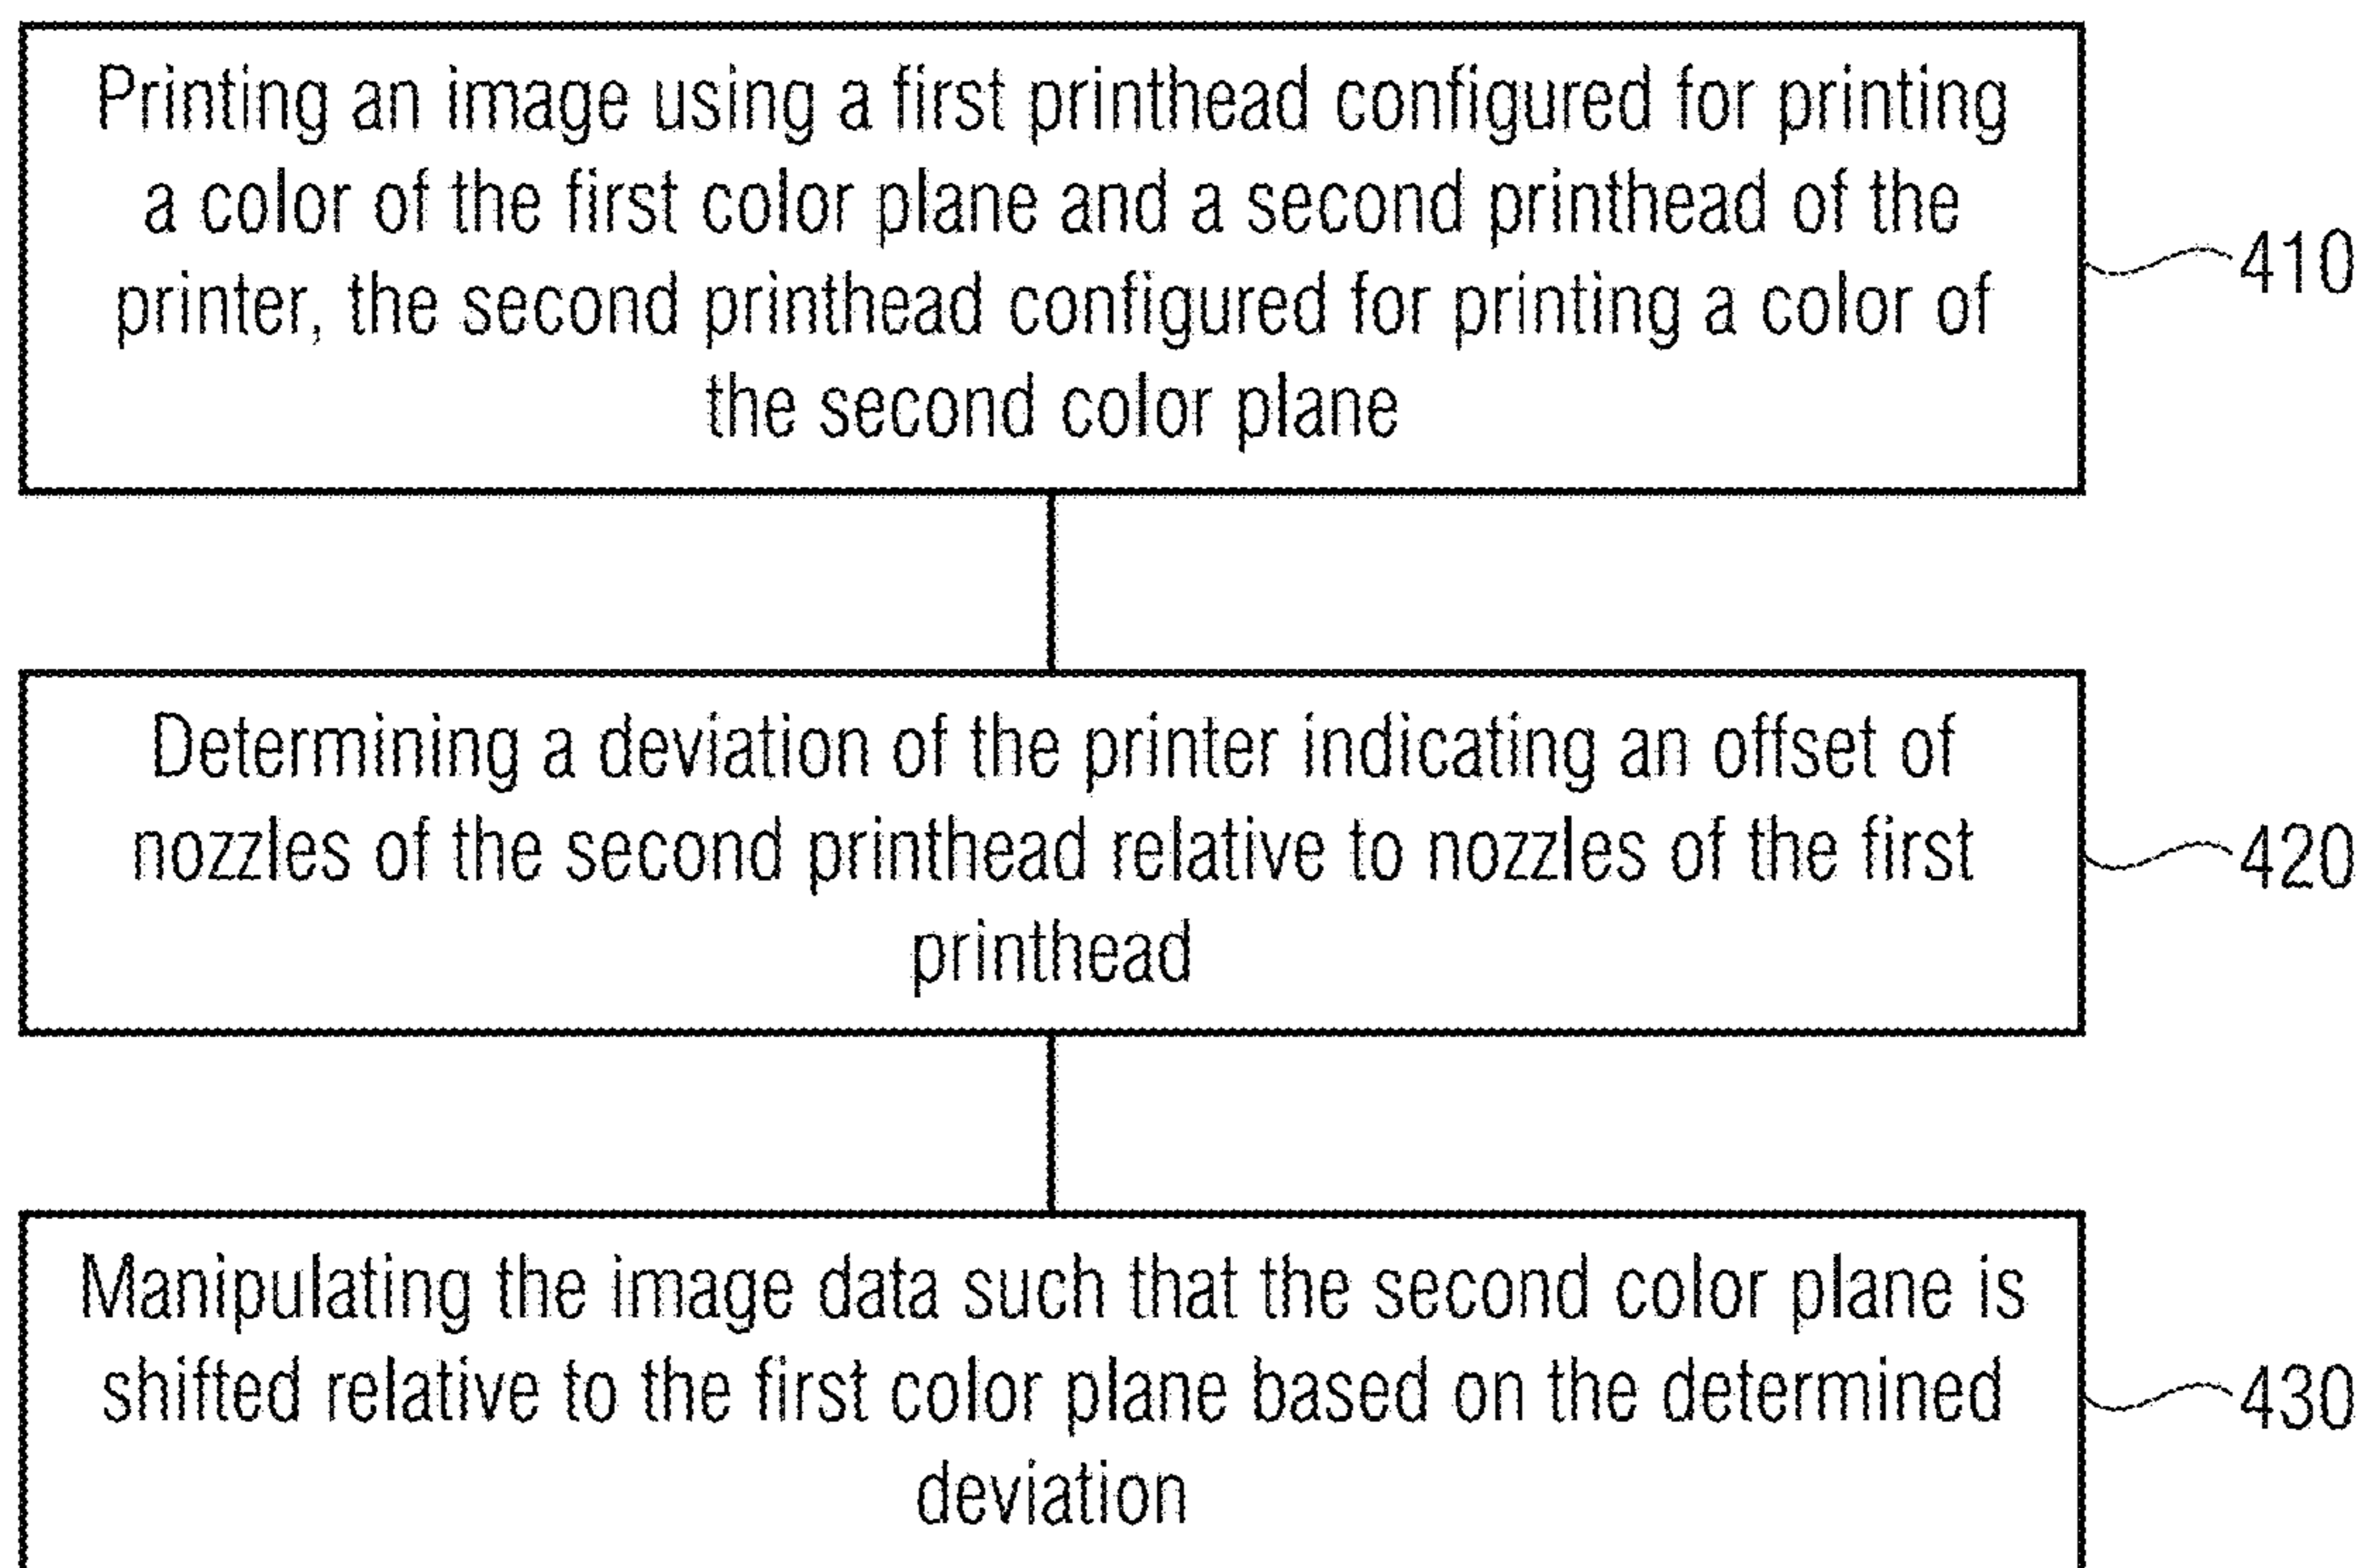 Printing an image using a first printhead configured for printing
a color of the first color plane and a second printhead of the
printer, the second printhead configured for printing a color of
the second color plane
410
Determining a deviation of the printer indicating an offset of
nozzles of the second printhead relative to nozzles of the first
printhead
420
Manipulating the image data such that the second color plane is
shifted relative to the first color plane based on the determined
deviation
430